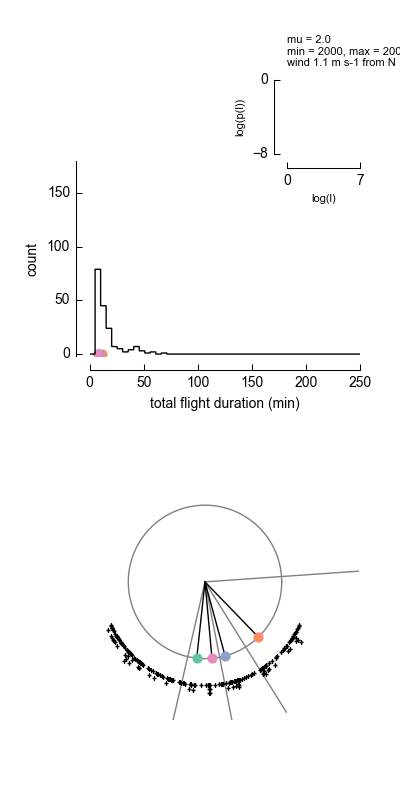 mu = 2.0
min = 2000, max = 200
wind 1.1 m s-1 from N
0
log(p(l))
−8
0 7
log(l)
150
100
count
50
0
0 50 100 150 200 250
total flight duration (min)